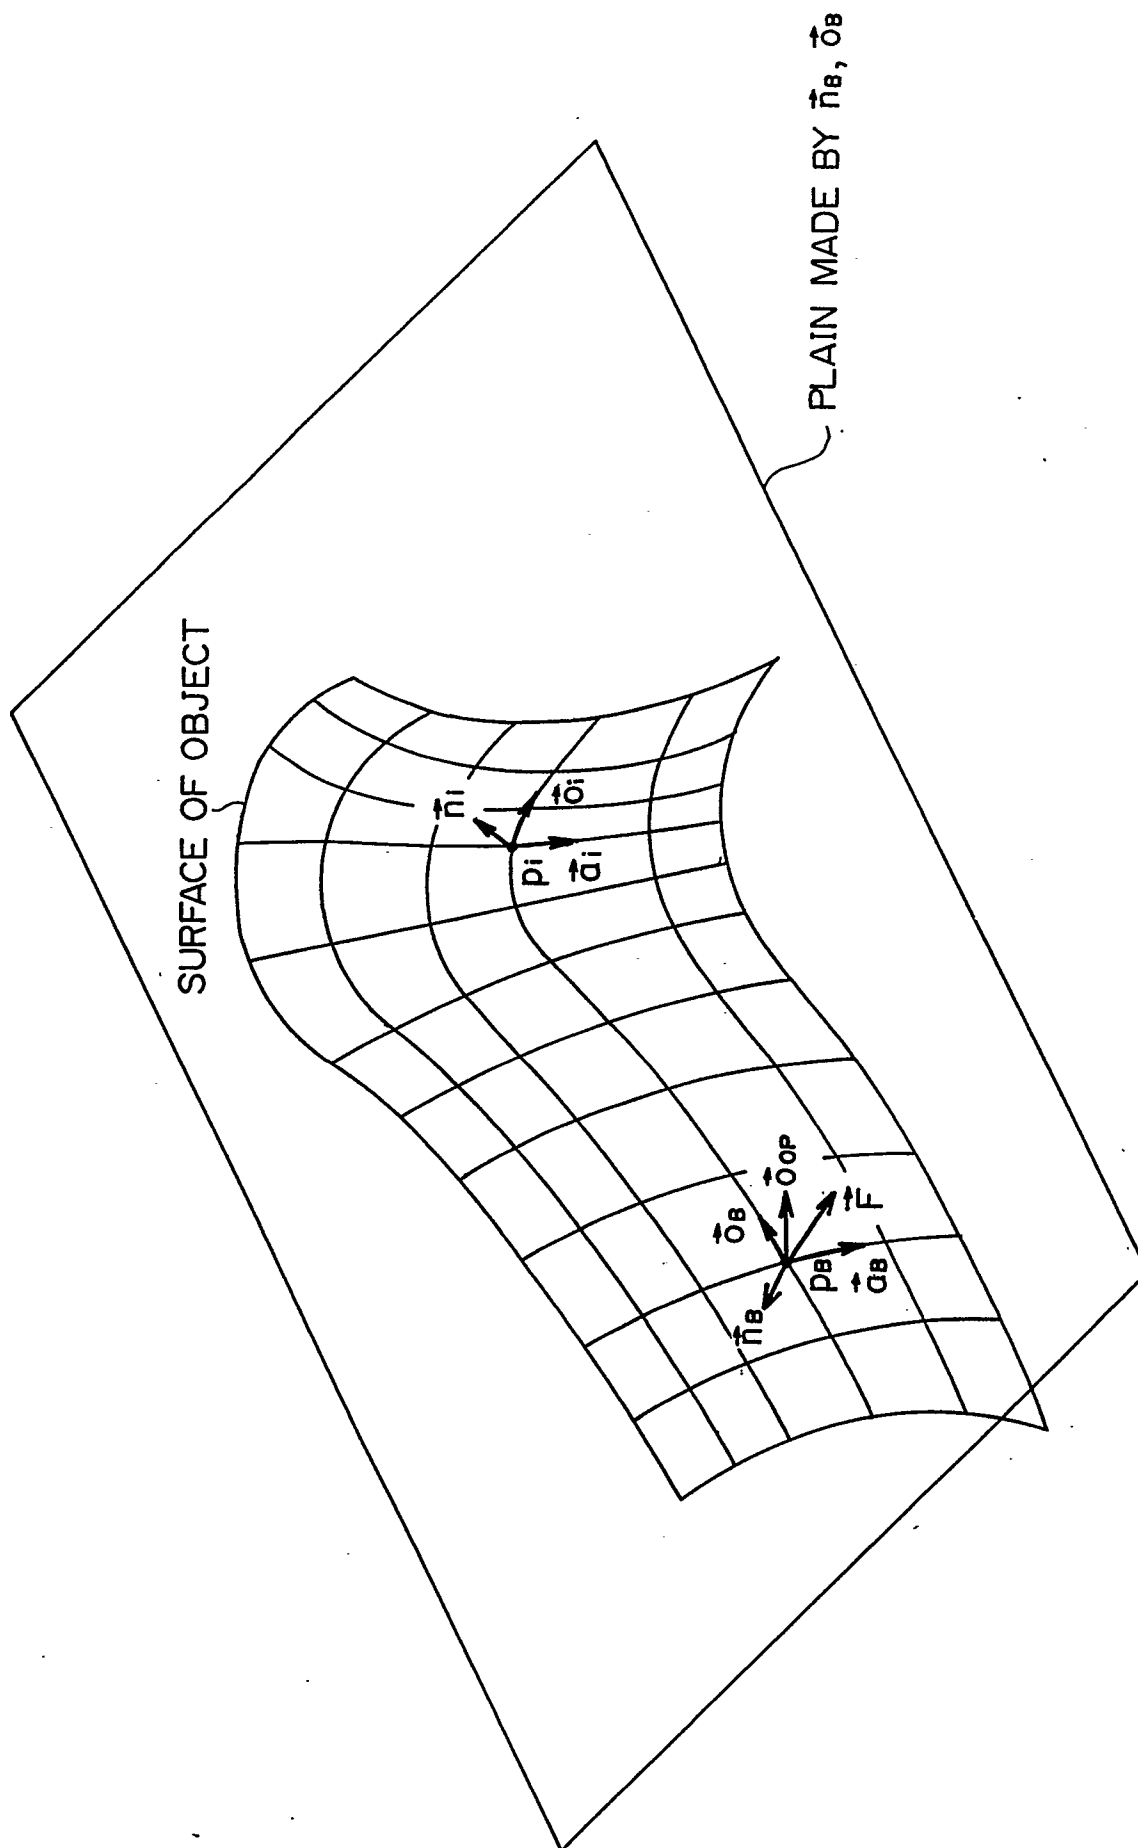 SURFACE OF OBJECT
n⃗i
o⃗i
pi
a⃗i
o⃗B
o⃗OP
n⃗B
pB
F⃗
a⃗B
PLAIN MADE BY n⃗B, o⃗B